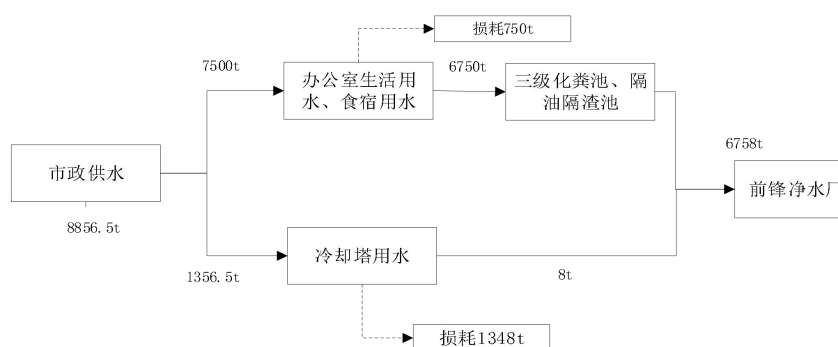 损耗750t
7500t
办公室生活用
水、食宿用水
6750t
三级化粪池、隔
油隔渣池
6758t
市政供水
前锋净水厂
8856.5t
1356.5t
冷却塔用水
8t
损耗1348t